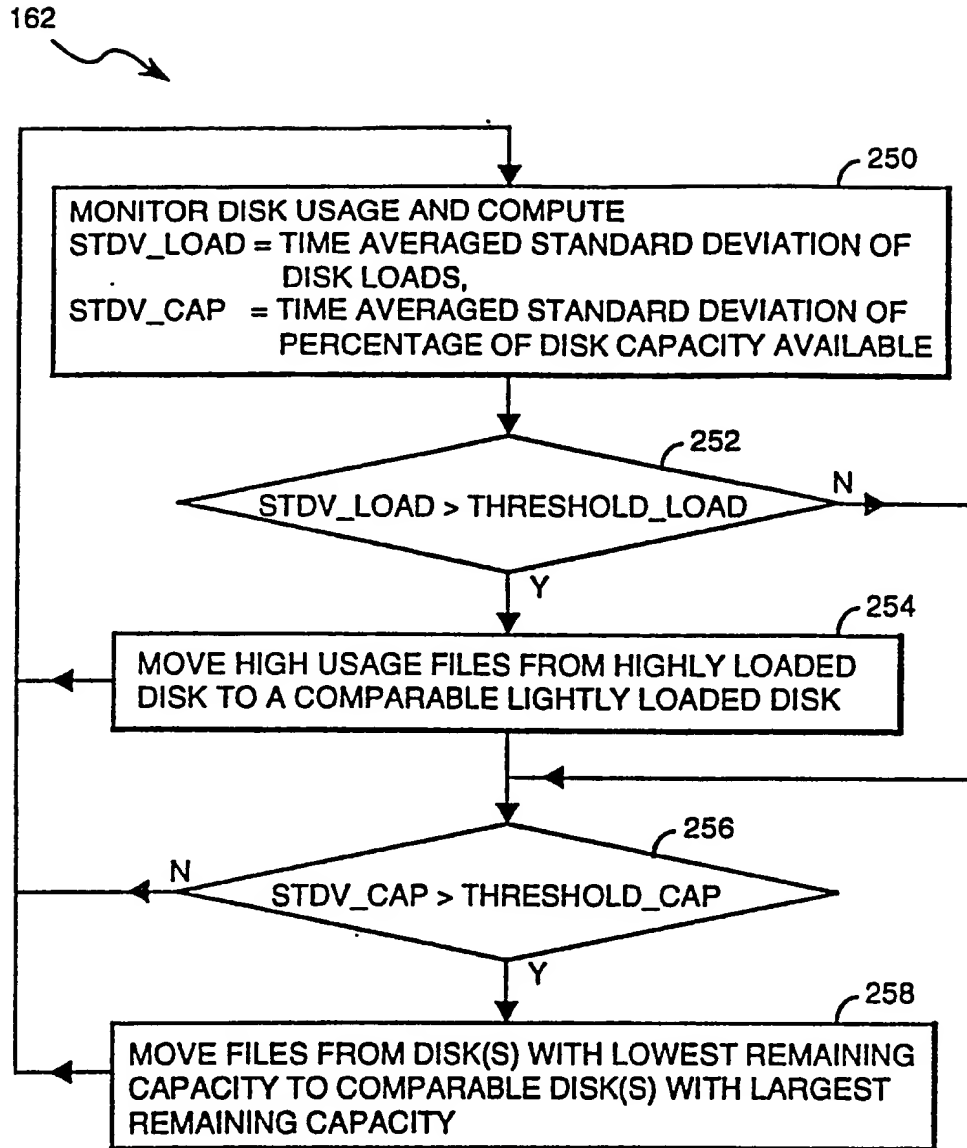 162
250
MONITOR DISK USAGE AND COMPUTE
STDV_LOAD = TIME AVERAGED STANDARD DEVIATION OF
DISK LOADS,
STDV_CAP = TIME AVERAGED STANDARD DEVIATION OF
PERCENTAGE OF DISK CAPACITY AVAILABLE
252
STDV_LOAD > THRESHOLD_LOAD
N
Y
254
MOVE HIGH USAGE FILES FROM HIGHLY LOADED
DISK TO A COMPARABLE LIGHTLY LOADED DISK
256
N
STDV_CAP > THRESHOLD_CAP
Y
258
MOVE FILES FROM DISK(S) WITH LOWEST REMAINING
CAPACITY TO COMPARABLE DISK(S) WITH LARGEST
REMAINING CAPACITY